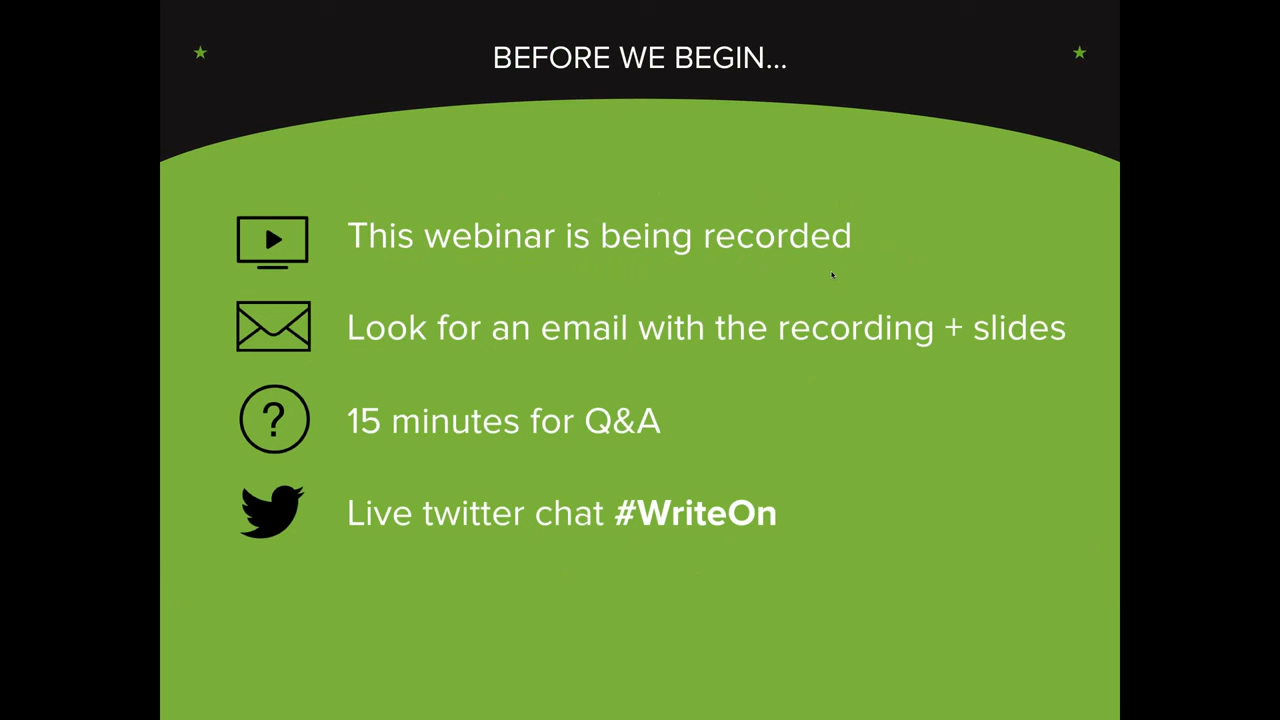 BEFORE WE BEGIN...
This webinar is being recorded
Look for an email with the recording + slides
?
15 minutes for Q&A
Live twitter chat #WriteOn